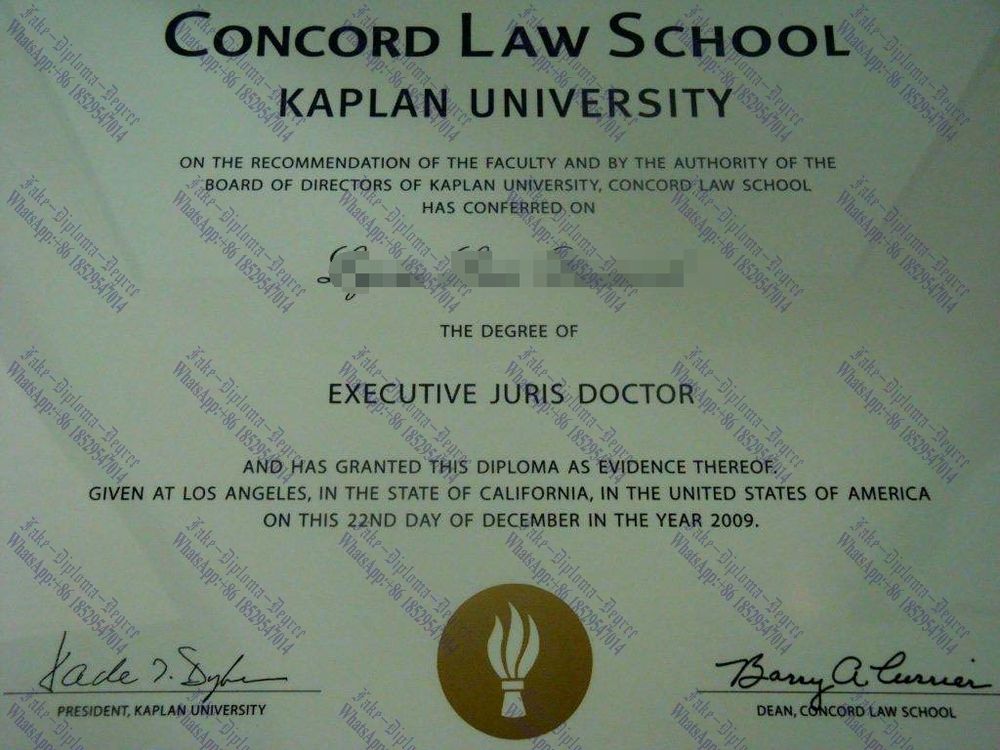 CONCORD LAW SCHOOL
KAPLAN UNIVERSITY
ON THE RECOMMENDATION OF THE FACULTY AND BY THE AUTHORITY OF THE
BOARD OF DIRECTORS OF KAPLAN UNIVERSITY, CONCORD LAW SCHOOL
HAS CONFERRED ON
THE DEGREE OF
EXECUTIVE JURIS DOCTOR
AND HAS GRANTED THIS DIPLOMA AS EVIDENCE THEREOF.
GIVEN AT LOS ANGELES, IN THE STATE OF CALIFORNIA, IN THE UNITED STATES OF AMERICA
ON THIS 22ND DAY OF DECEMBER IN THE YEAR 2009.
Barry A Currier
PRESIDENT, KAPLAN UNIVERSITY
DEAN, CONCORD LAW SCHOOL
Fake-Diploma-Degree
WhatsApp:+86 18529547014